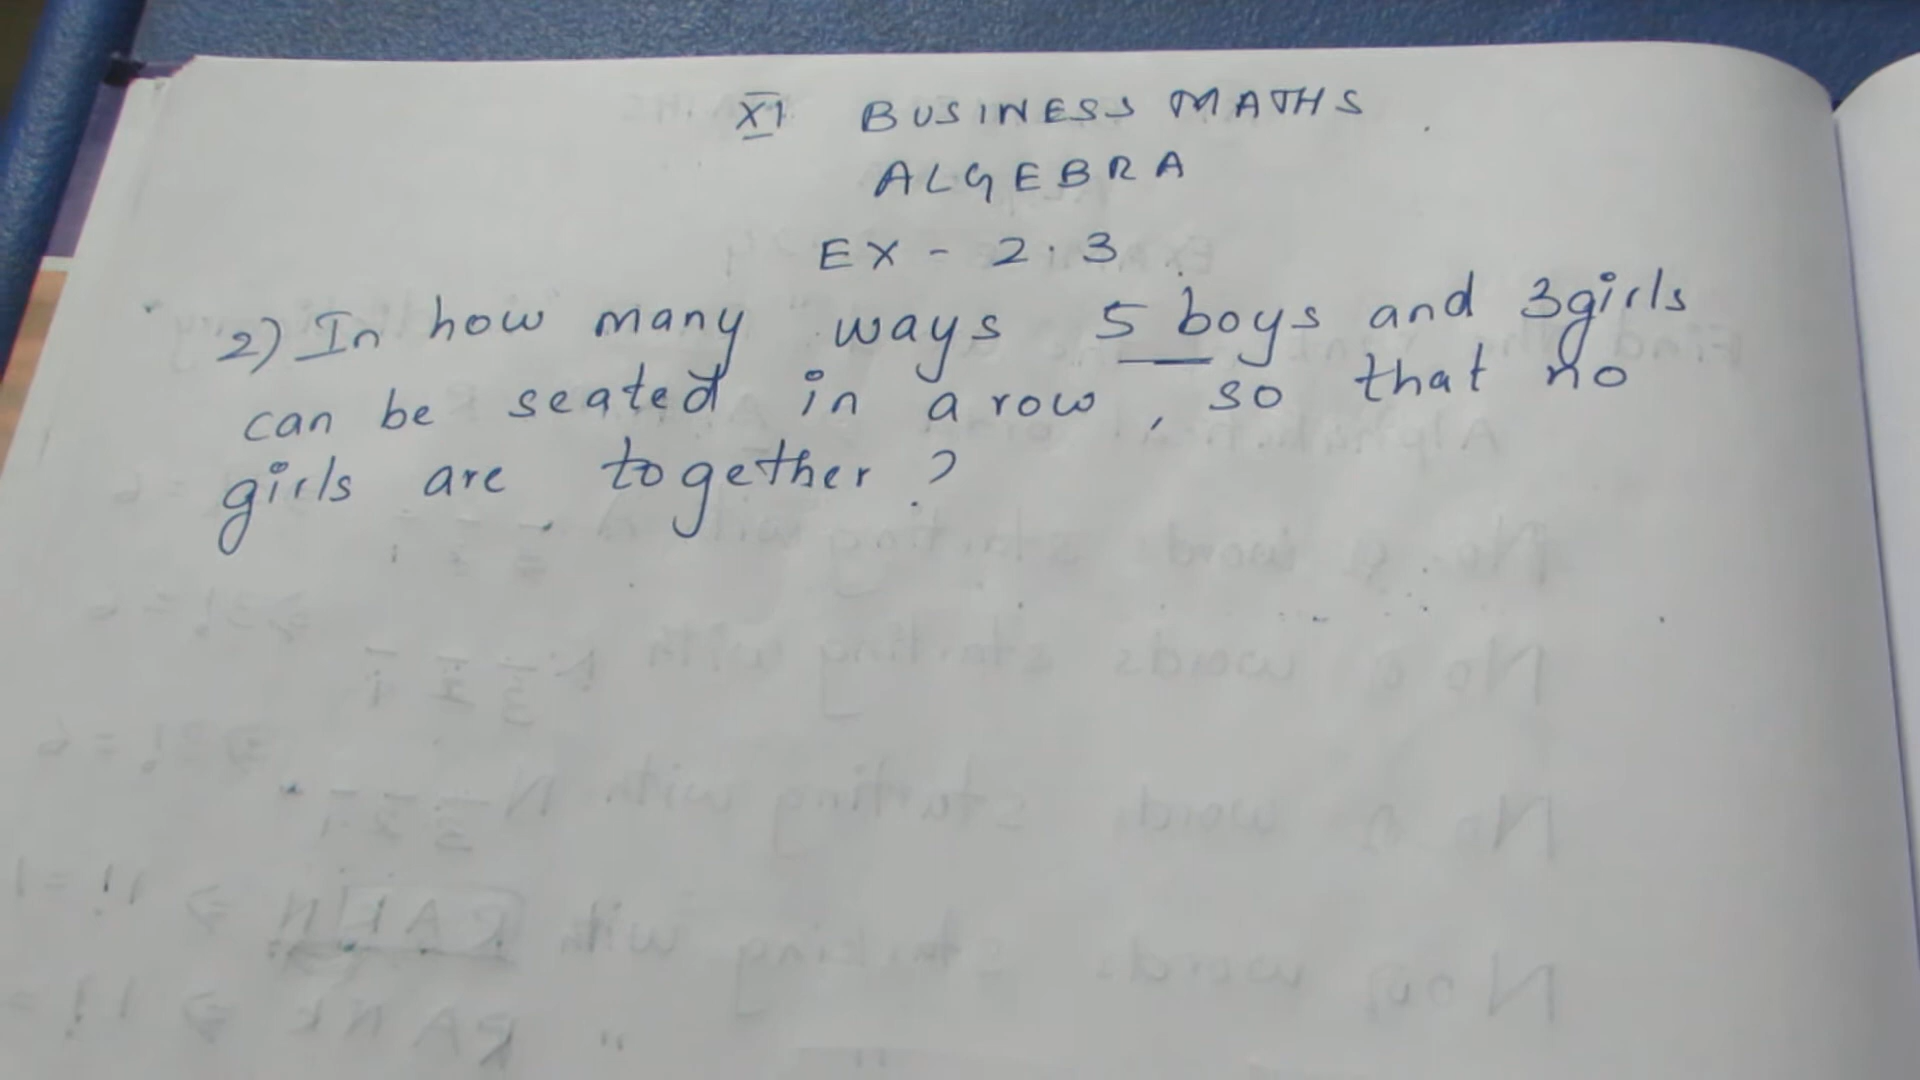 XI BUSINESS MATHS
ALGEBRA
EX - 2.3
2) In how many ways 5 boys and 3 girls
can be seated in a row, so that no
girls are together?